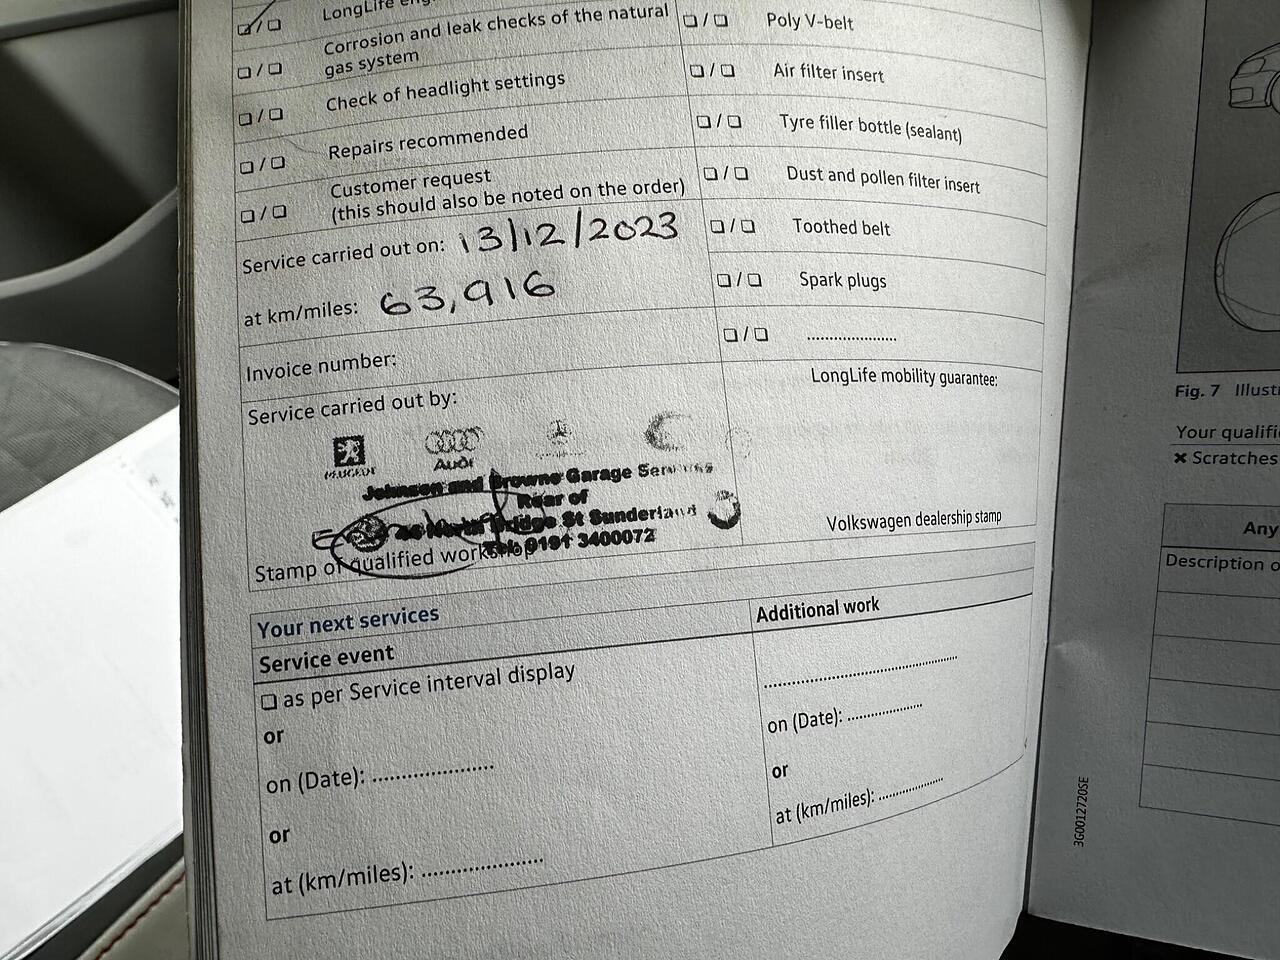 LongLife
Corrosion and leak checks of the natural
gas system
Check of headlight settings
Repairs recommended
Customer request
(this should also be noted on the order)
Service carried out on: 13/12/2023
at km/miles: 63,916
Invoice number:
Service carried out by:
PEUGEOT
Audi
Johnson and Browne Garage Services
Rear of
Bridge St Sunderland
0191 3400072
Stamp of qualified workshop
Poly V-belt
Air filter insert
Tyre filler bottle (sealant)
Dust and pollen filter insert
Toothed belt
Spark plugs
....................
LongLife mobility guarantee:
Volkswagen dealership stamp
Your next services
Service event
as per Service interval display
or
on (Date): ......................
or
at (km/miles): ......................
Additional work
............................................
on (Date): .................
or
at (km/miles): ...............
3G0012720SE
Fig. 7
Your
× Scratches
Any
Description